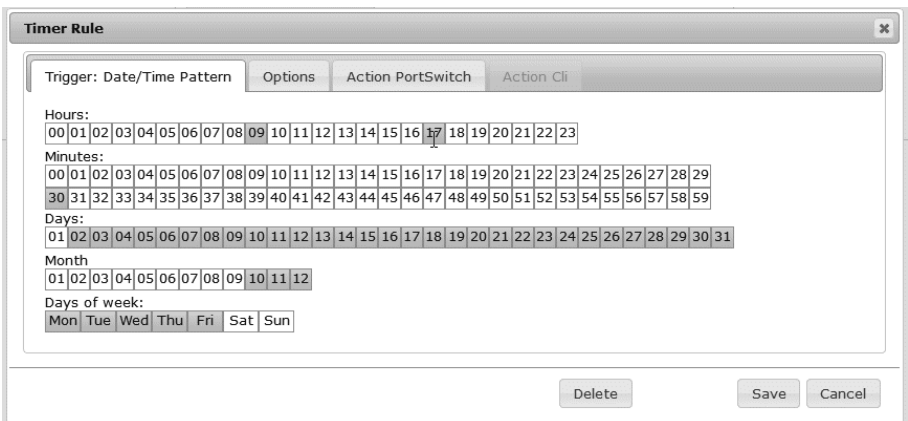 Timer Rule
Trigger: Date/Time Pattern Options Action PortSwitch Action Cli
Hours:
00 01 02 03 04 05 06 07 08 09 10 11 12 13 14 15 16 17 18 19 20 21 22 23
Minutes:
00 01 02 03 04 05 06 07 08 09 10 11 12 13 14 15 16 17 18 19 20 21 22 23 24 25 26 27 28 29
30 31 32 33 34 35 36 37 38 39 40 41 42 43 44 45 46 47 48 49 50 51 52 53 54 55 56 57 58 59
Days:
01 02 03 04 05 06 07 08 09 10 11 12 13 14 15 16 17 18 19 20 21 22 23 24 25 26 27 28 29 30 31
Month
01 02 03 04 05 06 07 08 09 10 11 12
Days of week:
Mon Tue Wed Thu Fri Sat Sun
Delete Save Cancel